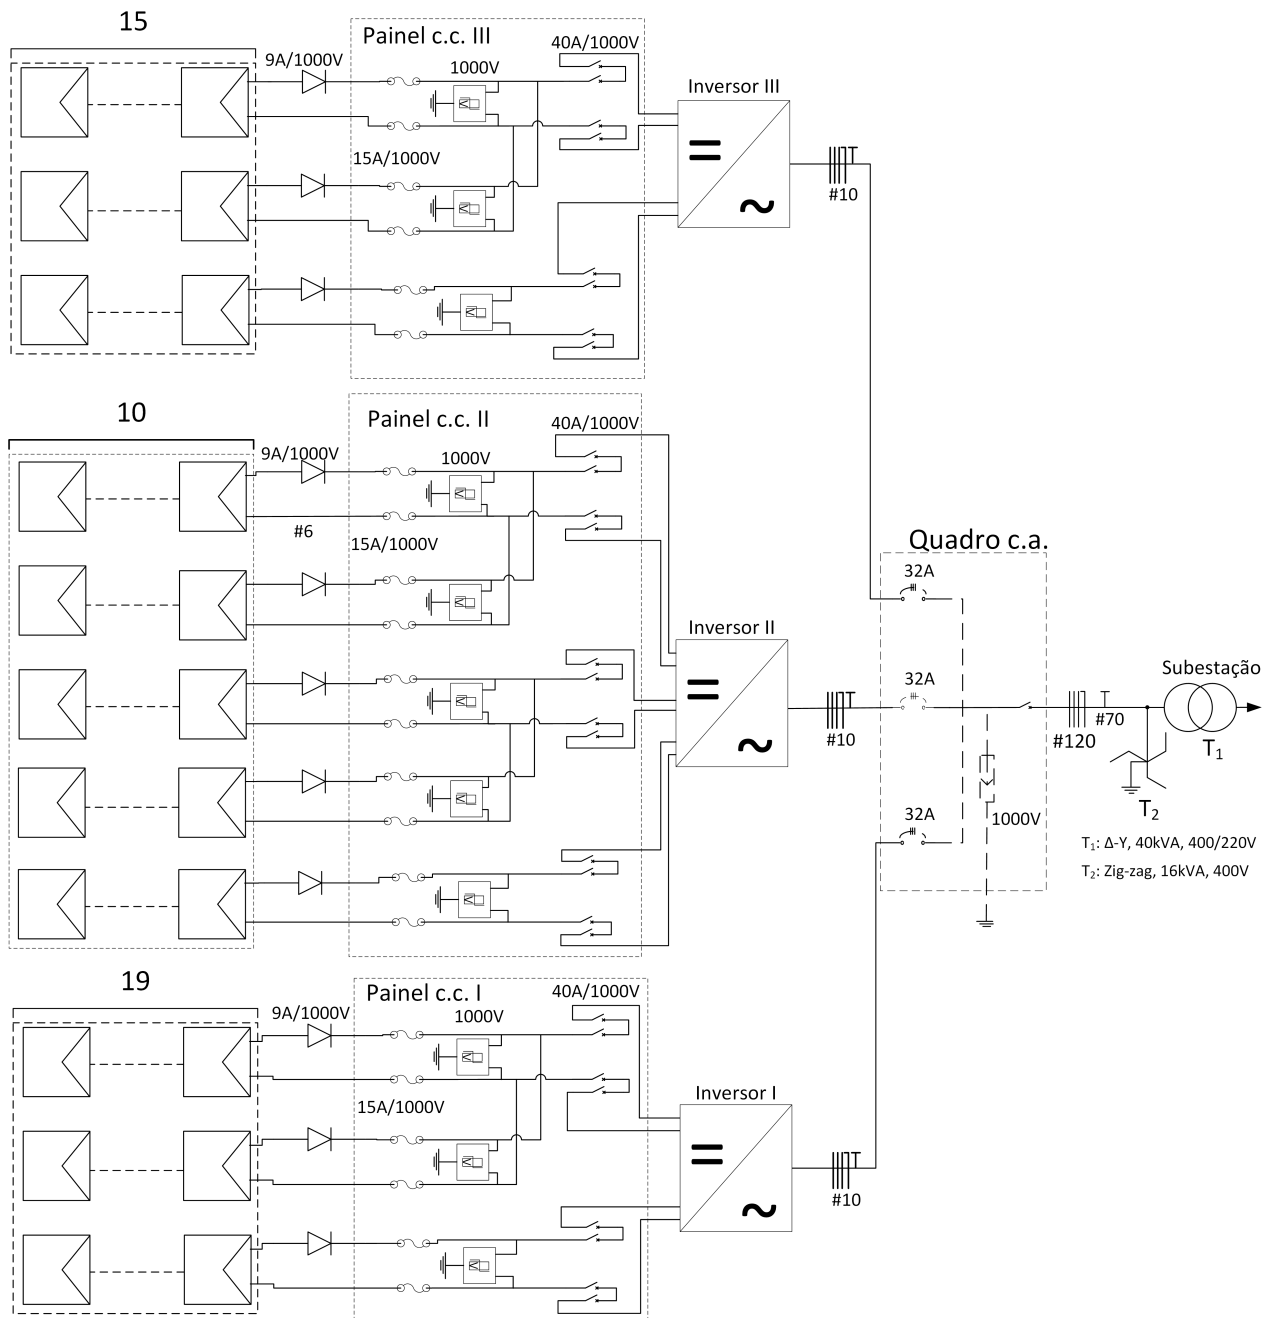 15
9A/1000V
Painel c.c. III
1000V
40A/1000V
15A/1000V
Inversor III
=
~
T
#10
10
9A/1000V
#6
Painel c.c. II
1000V
40A/1000V
15A/1000V
Inversor II
=
~
T
#10
19
9A/1000V
Painel c.c. I
1000V
40A/1000V
15A/1000V
Inversor I
=
~
T
#10
Quadro c.a.
32A
32A
32A
1000V
T
#70
#120
Subestação
T₁
T₂
T₁: Δ-Y, 40kVA, 400/220V
T₂: Zig-zag, 16kVA, 400V